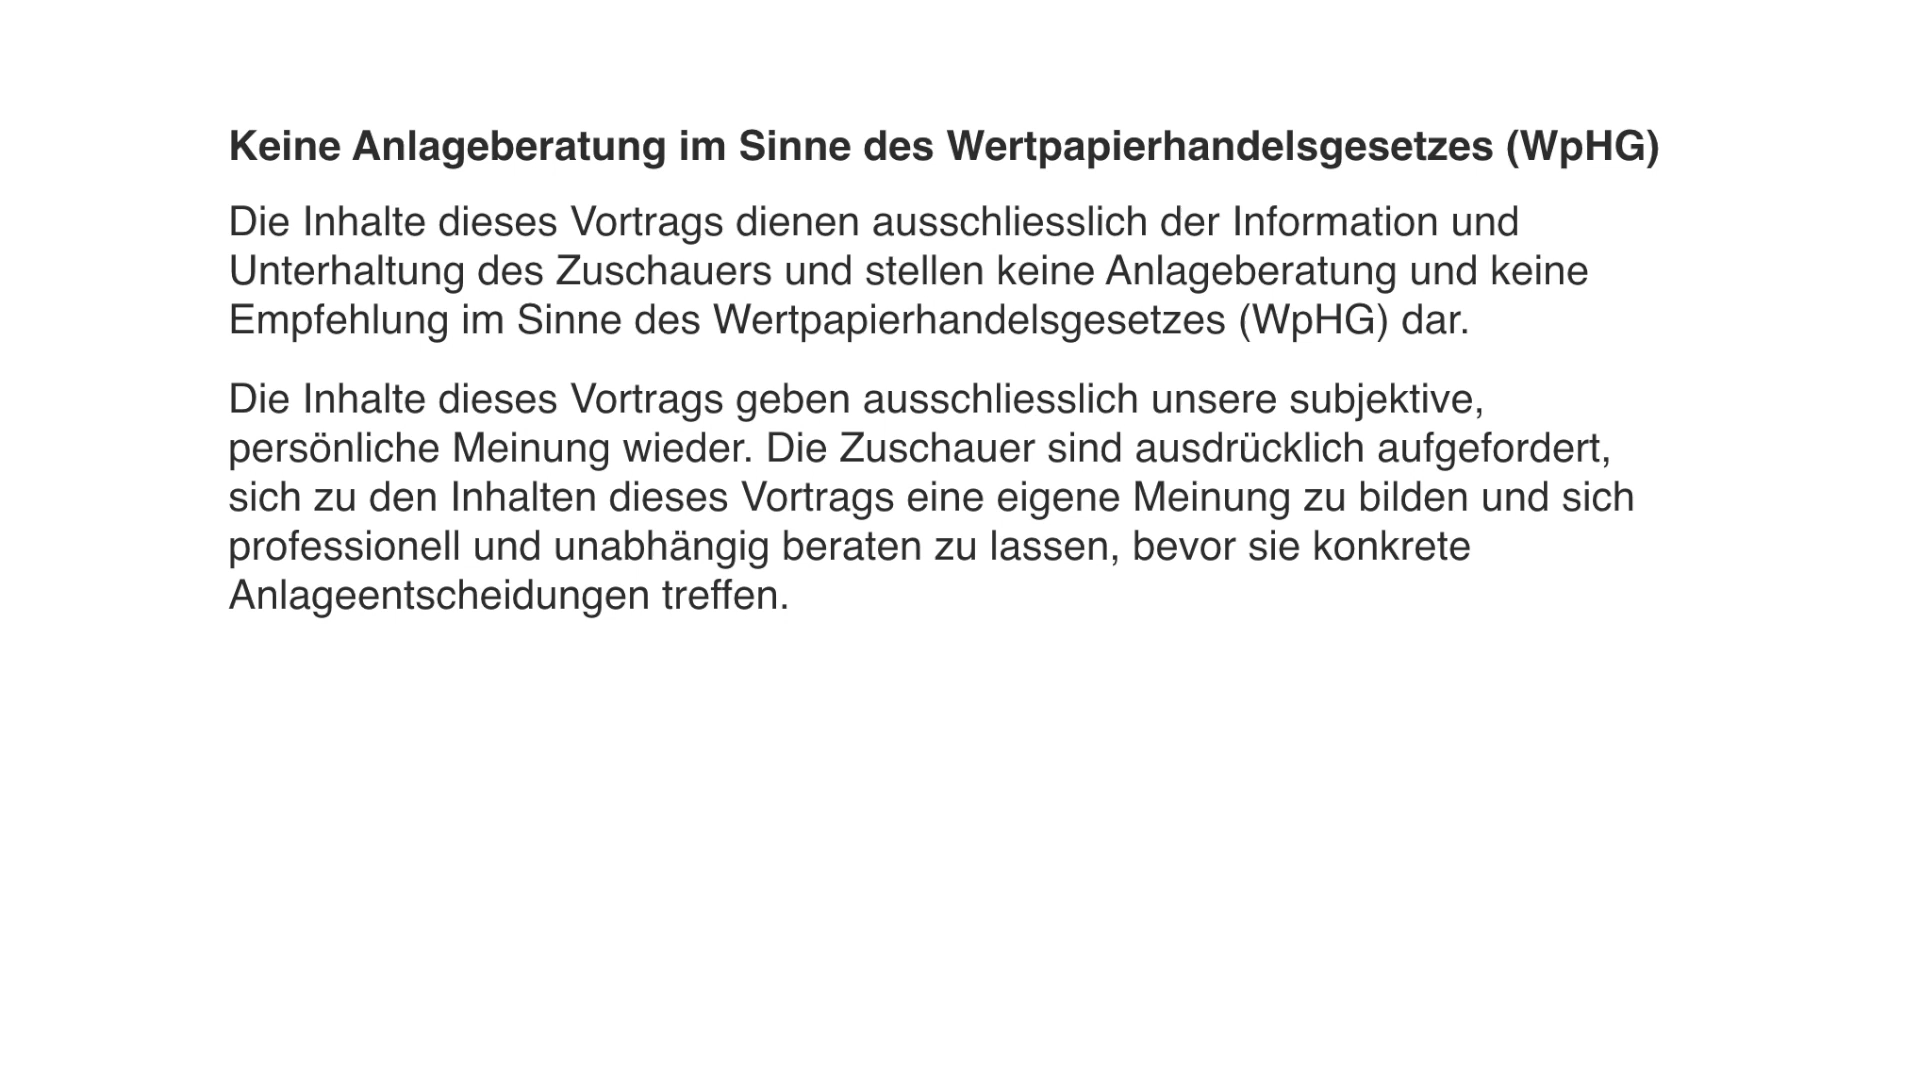 Keine Anlageberatung im Sinne des Wertpapierhandelsgesetzes (WpHG)
Die Inhalte dieses Vortrags dienen ausschliesslich der Information und
Unterhaltung des Zuschauers und stellen keine Anlageberatung und keine
Empfehlung im Sinne des Wertpapierhandelsgesetzes (WpHG) dar.
Die Inhalte dieses Vortrags geben ausschliesslich unsere subjektive,
persönliche Meinung wieder. Die Zuschauer sind ausdrücklich aufgefordert,
sich zu den Inhalten dieses Vortrags eine eigene Meinung zu bilden und sich
professionell und unabhängig beraten zu lassen, bevor sie konkrete
Anlageentscheidungen treffen.